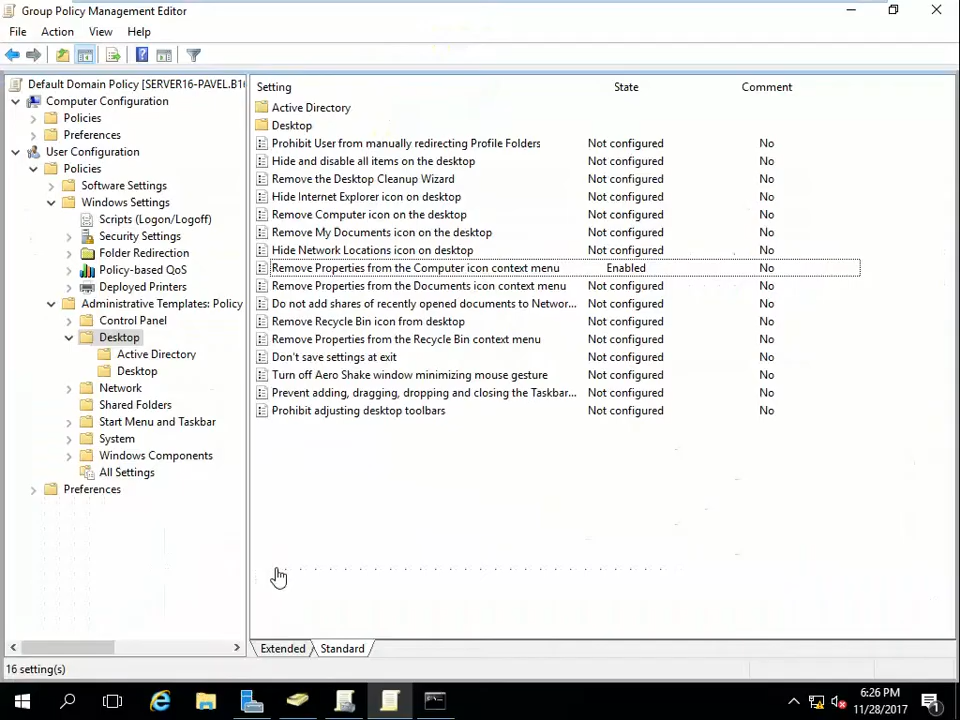 Group Policy Management Editor
File Action View Help
Default Domain Policy [SERVER16-PAVEL.B1
Computer Configuration
Policies
Preferences
User Configuration
Policies
Software Settings
Windows Settings
Scripts (Logon/Logoff)
Security Settings
Folder Redirection
Policy-based QoS
Deployed Printers
Administrative Templates: Policy
Control Panel
Desktop
Active Directory
Desktop
Network
Shared Folders
Start Menu and Taskbar
System
Windows Components
All Settings
Preferences
Setting State Comment
Active Directory
Desktop
Prohibit User from manually redirecting Profile Folders Not configured No
Hide and disable all items on the desktop Not configured No
Remove the Desktop Cleanup Wizard Not configured No
Hide Internet Explorer icon on desktop Not configured No
Remove Computer icon on the desktop Not configured No
Remove My Documents icon on the desktop Not configured No
Hide Network Locations icon on desktop Not configured No
Remove Properties from the Computer icon context menu Enabled No
Remove Properties from the Documents icon context menu Not configured No
Do not add shares of recently opened documents to Networ... Not configured No
Remove Recycle Bin icon from desktop Not configured No
Remove Properties from the Recycle Bin context menu Not configured No
Don't save settings at exit Not configured No
Turn off Aero Shake window minimizing mouse gesture Not configured No
Prevent adding, dragging, dropping and closing the Taskbar... Not configured No
Prohibit adjusting desktop toolbars Not configured No
Extended Standard
16 setting(s)
6:26 PM
11/28/2017
1